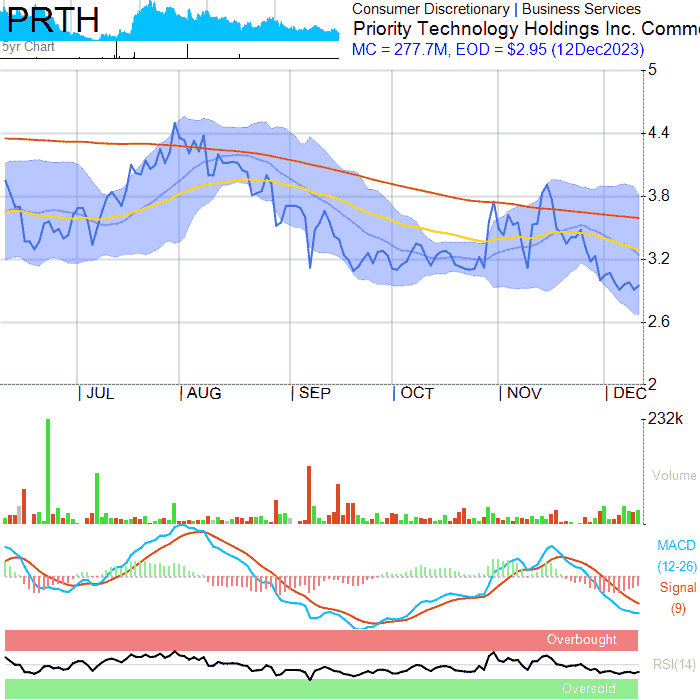 PRTH
5yr Chart
Consumer Discretionary | Business Services
Priority Technology Holdings Inc. Comm
MC = 277.7M, EOD = $2.95 (12Dec2023)
5
4.4
3.8
3.2
2.6
2
JUL AUG SEP OCT NOV DEC
232k
Volume
MACD
(12-26)
Signal
(9)
Overbought
RSI(14)
Oversold